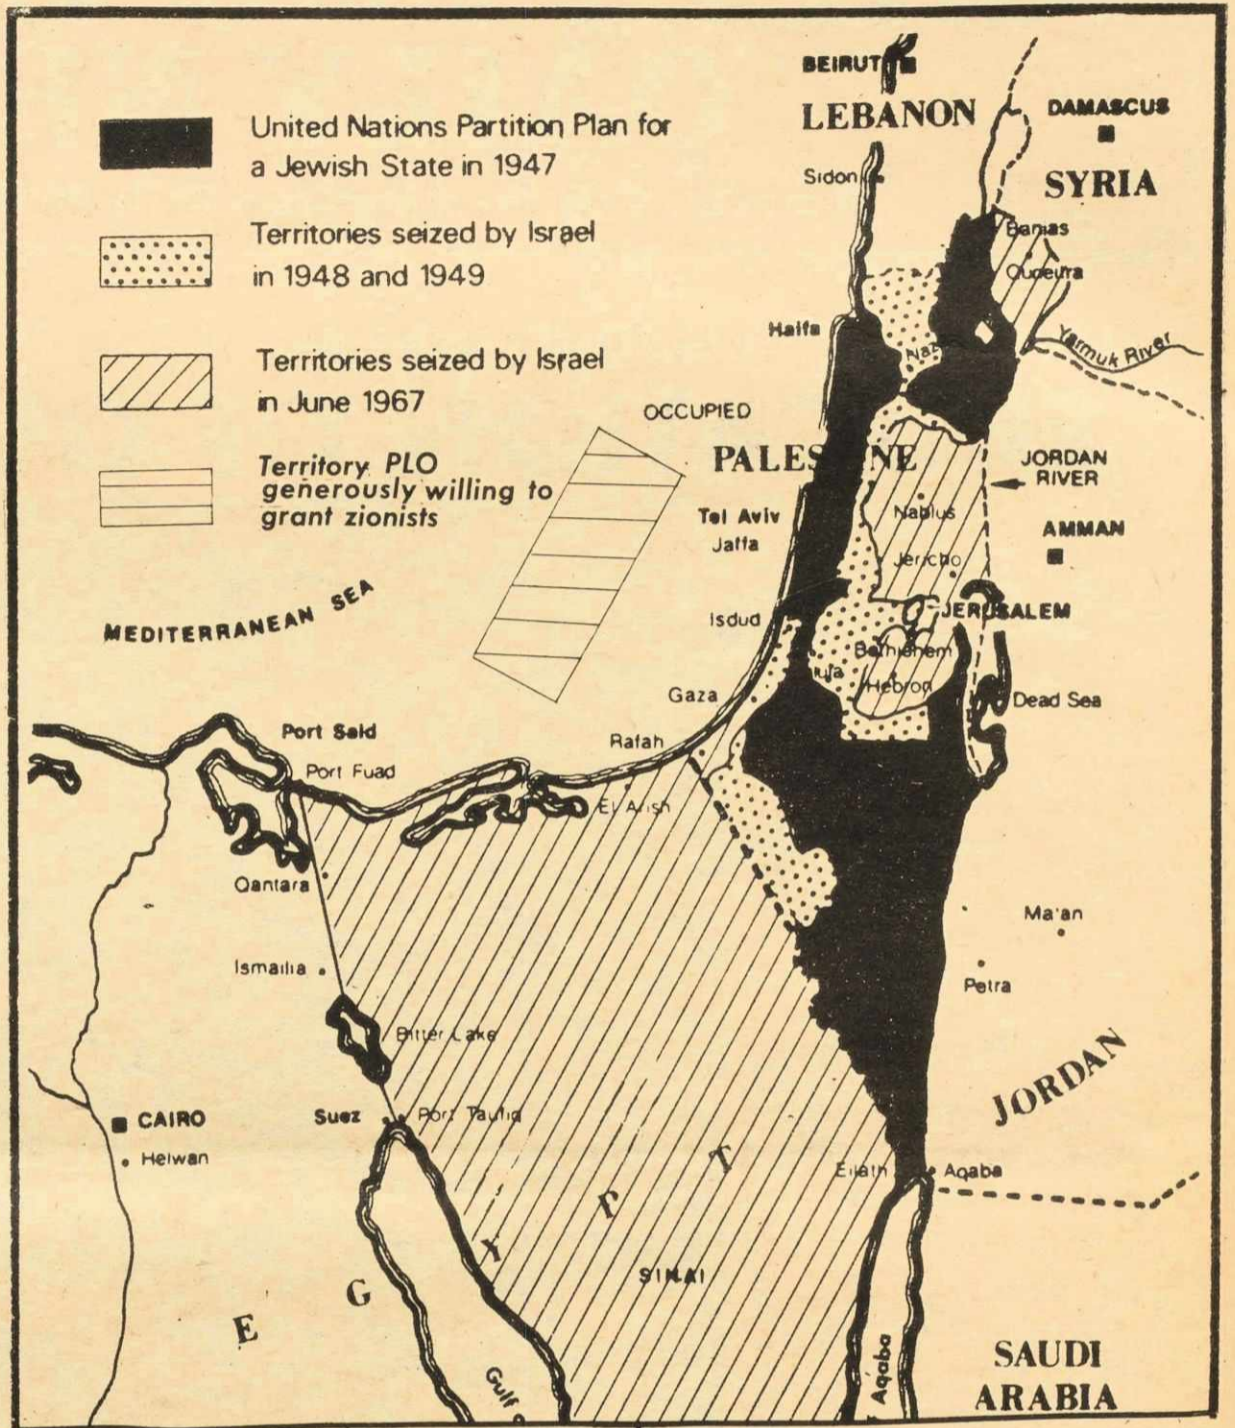 United Nations Partition Plan for
a Jewish State in 1947
Territories seized by Israel
in 1948 and 1949
Territories seized by Israel
in June 1967
Territory PLO
generously willing to
grant zionists
BEIRUT
LEBANON
DAMASCUS
Sidon
SYRIA
Banias
Haifa
Yarmuk River
OCCUPIED
PALES NE
JORDAN
RIVER
Tel Aviv
Jaffa
Nablus
AMMAN
Jericho
MEDITERRANEAN SEA
Isdud
JERUSALEM
Bethlehem
Hebron
Gaza
Dead Sea
Port Said
Rafah
Port Fuad
El Arish
Qantara
Ma'an
Ismailia
Petra
Bitter Lake
JORDAN
CAIRO
Suez
Port Taufiq
Helwan
Eilath
Aqaba
EGYPT
SINAI
SAUDI
ARABIA
Gulf
Aqaba